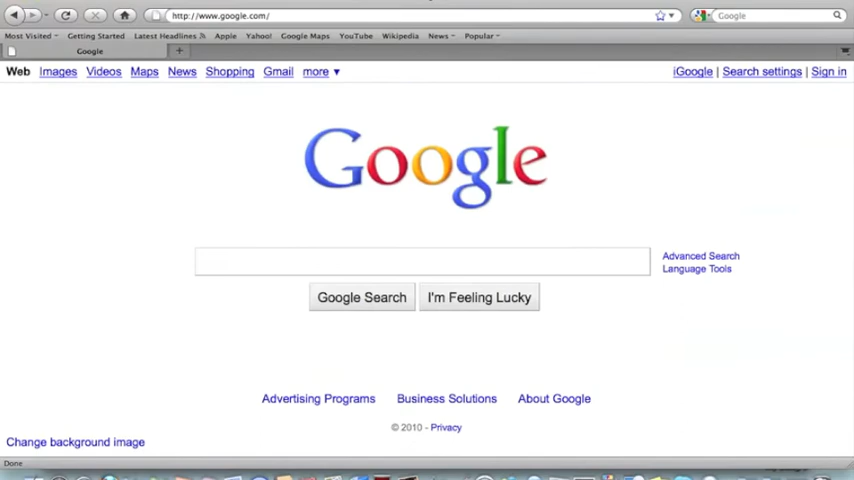 http://www.google.com/
Google
Most Visited Getting Started Latest Headlines Apple Yahoo! Google Maps YouTube Wikipedia News Popular
Google
Web Images Videos Maps News Shopping Gmail more ▼
iGoogle | Search settings | Sign in
Google
Advanced Search
Language Tools
Google Search I'm Feeling Lucky
Advertising Programs Business Solutions About Google
© 2010 - Privacy
Change background image
Done